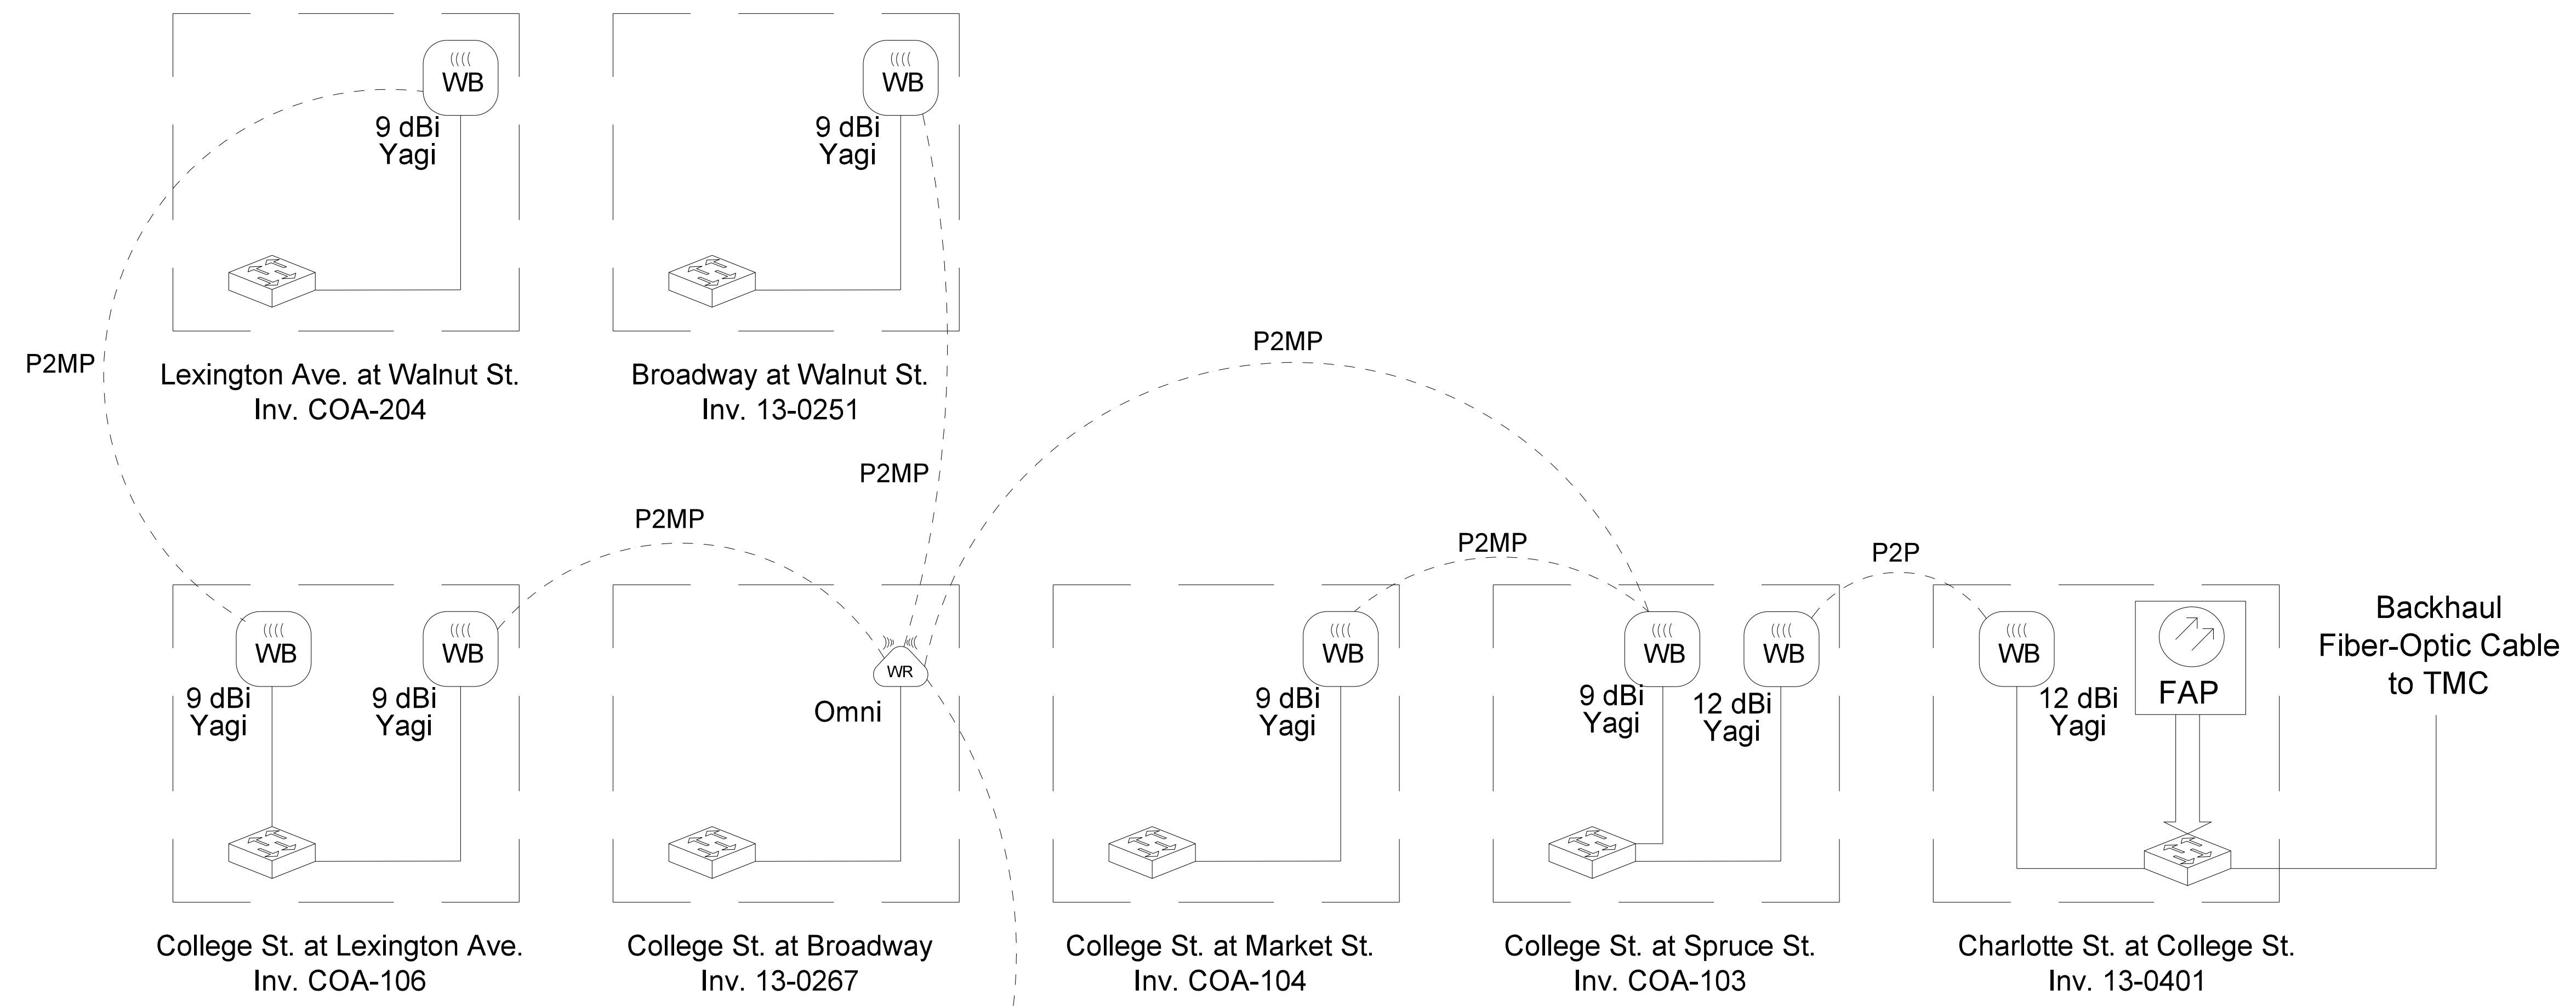 WB
9 dBi
Yagi
Lexington Ave. at Walnut St.
Inv. COA-204
WB
9 dBi
Yagi
Broadway at Walnut St.
Inv. 13-0251
P2MP
P2MP
P2MP
P2MP
P2MP
P2P
WB
9 dBi
Yagi
WB
9 dBi
Yagi
College St. at Lexington Ave.
Inv. COA-106
WR
Omni
College St. at Broadway
Inv. 13-0267
WB
9 dBi
Yagi
College St. at Market St.
Inv. COA-104
WB
9 dBi
Yagi
WB
12 dBi
Yagi
College St. at Spruce St.
Inv. COA-103
WB
12 dBi
Yagi
FAP
Charlotte St. at College St.
Inv. 13-0401
Backhaul
Fiber-Optic Cable
to TMC